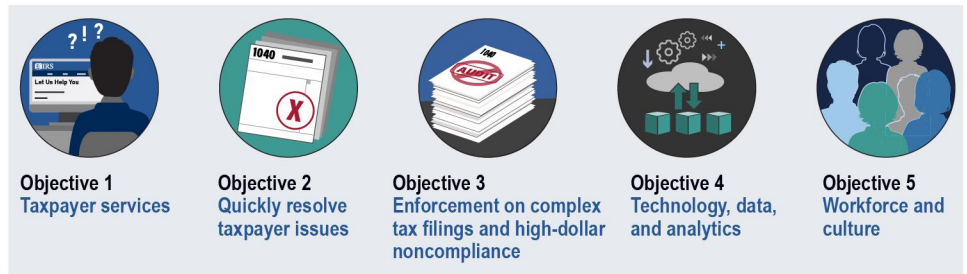 ? ! ?
IRS
Let Us Help You
1040
X
1040
AUDIT
Objective 1
Taxpayer services
Objective 2
Quickly resolve
taxpayer issues
Objective 3
Enforcement on complex
tax filings and high-dollar
noncompliance
Objective 4
Technology, data,
and analytics
Objective 5
Workforce and
culture